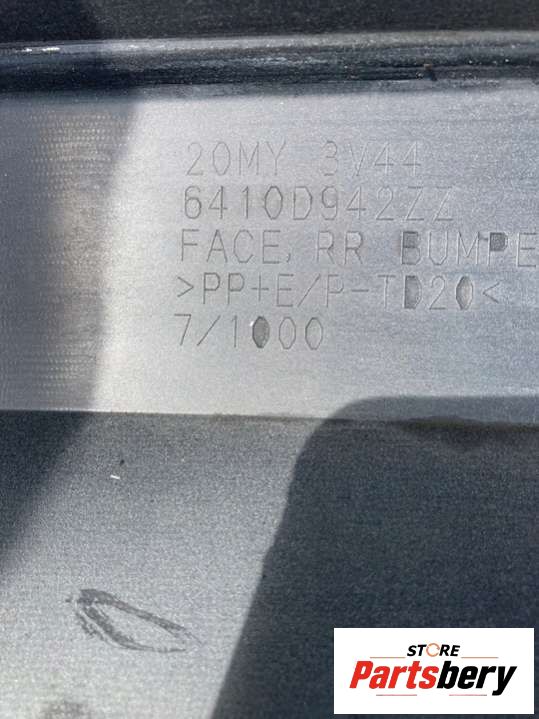 20MY 3V44
6410D942ZZ
FACE, RR BUMPE
>PP+E/P-TD20<
7/1000
STORE
Partsbery